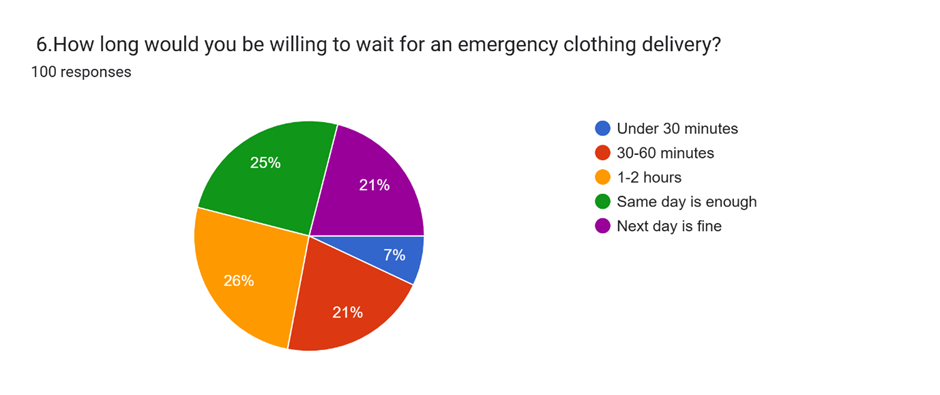 6.How long would you be willing to wait for an emergency clothing delivery?
100 responses
25%
21%
7%
26%
21%
Under 30 minutes
30-60 minutes
1-2 hours
Same day is enough
Next day is fine